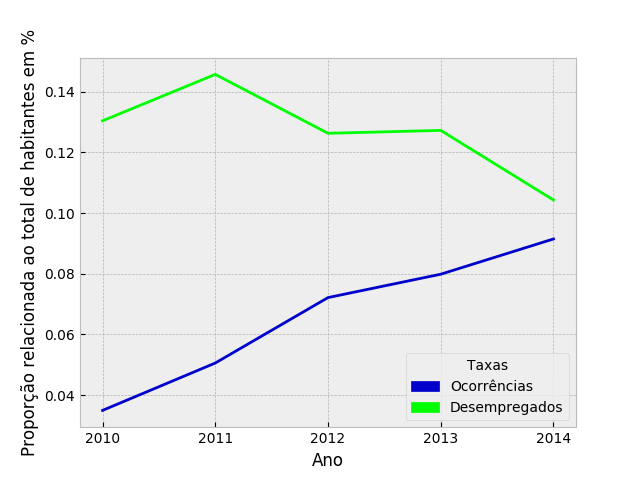 Proporção relacionada ao total de habitantes em %
0.14
0.12
0.10
0.08
0.06
0.04
Taxas
Ocorrências
Desempregados
2010 2011 2012 2013 2014
Ano